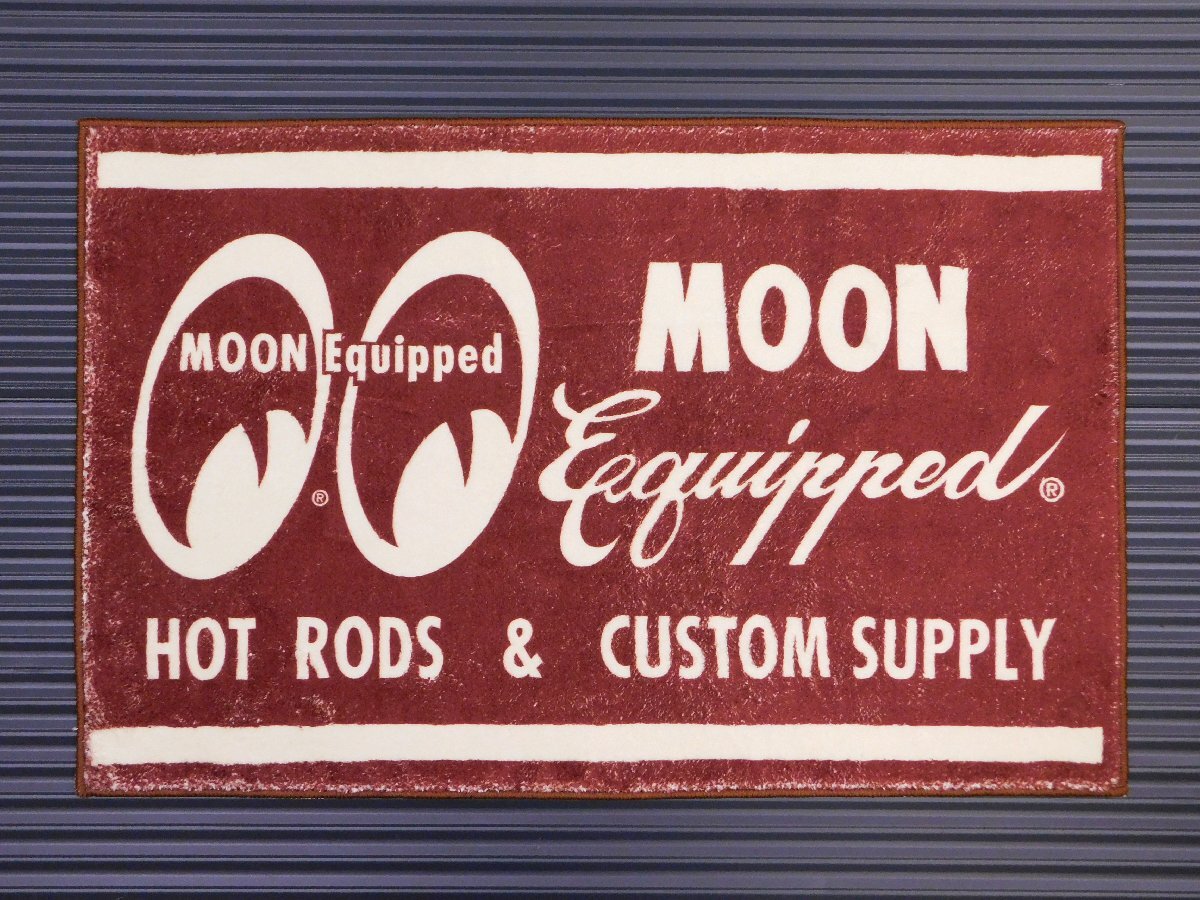 MOON Equipped
®
MOON
Equipped®
HOT RODS & CUSTOM SUPPLY